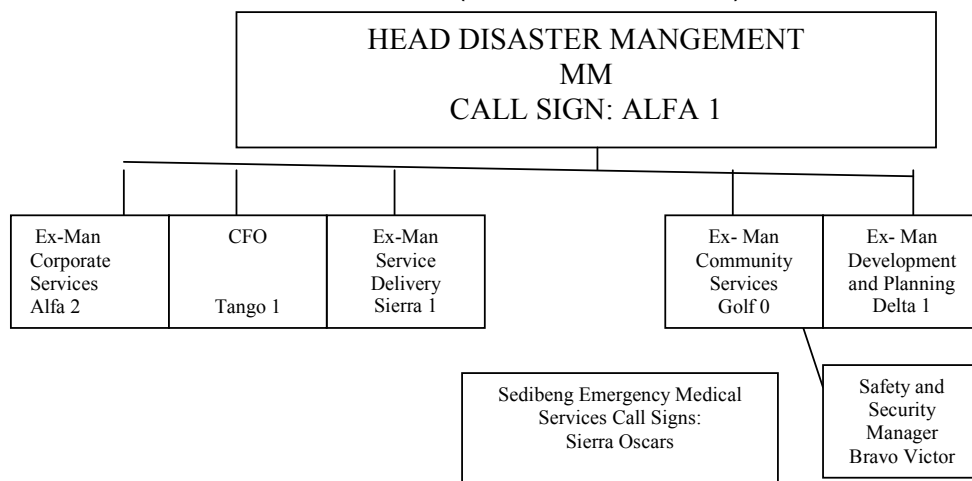 HEAD DISASTER MANGEMENT
MM
CALL SIGN: ALFA 1
Ex-Man
Corporate
Services
Alfa 2
CFO
Tango 1
Ex-Man
Service
Delivery
Sierra 1
Ex- Man
Community
Services
Golf 0
Ex- Man
Development
and Planning
Delta 1
Sedibeng Emergency Medical
Services Call Signs:
Sierra Oscars
Safety and
Security
Manager
Bravo Victor